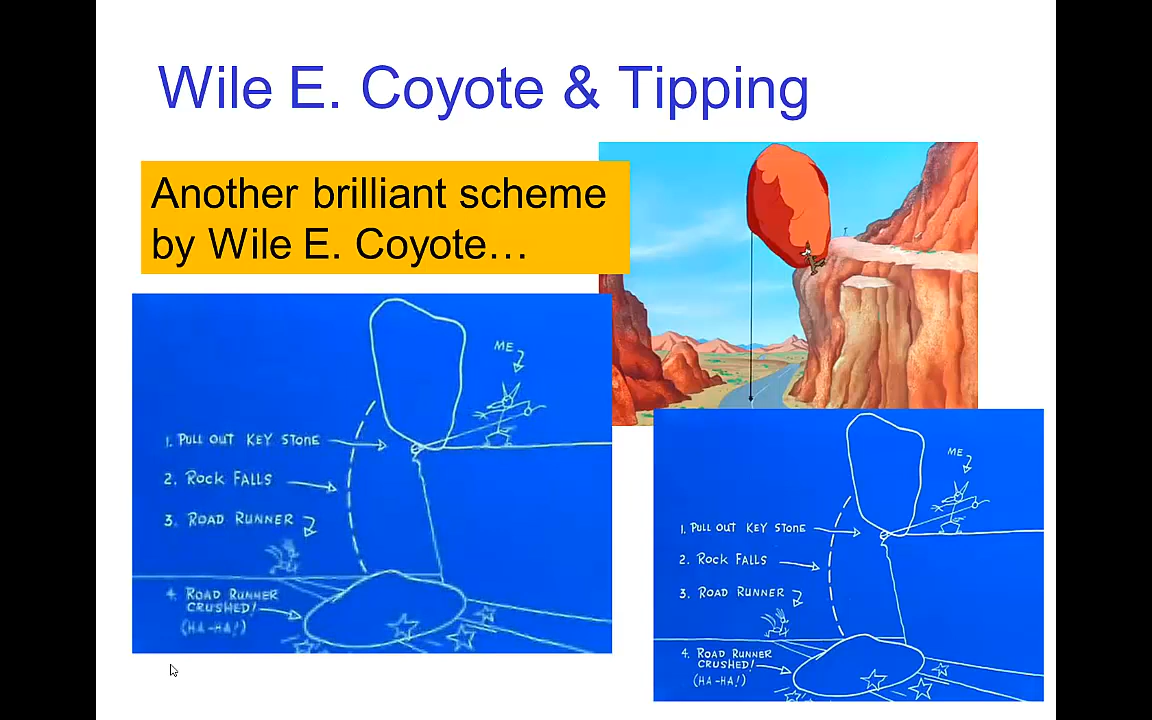 Wile E. Coyote & Tipping
Another brilliant scheme
by Wile E. Coyote…
ME
1. PULL OUT KEY STONE
2. ROCK FALLS
3. ROAD RUNNER
4. ROAD RUNNER
CRUSHED!
(HA-HA!)
ME
1. PULL OUT KEY STONE
2. ROCK FALLS
3. ROAD RUNNER
4. ROAD RUNNER
CRUSHED!
(HA-HA!)